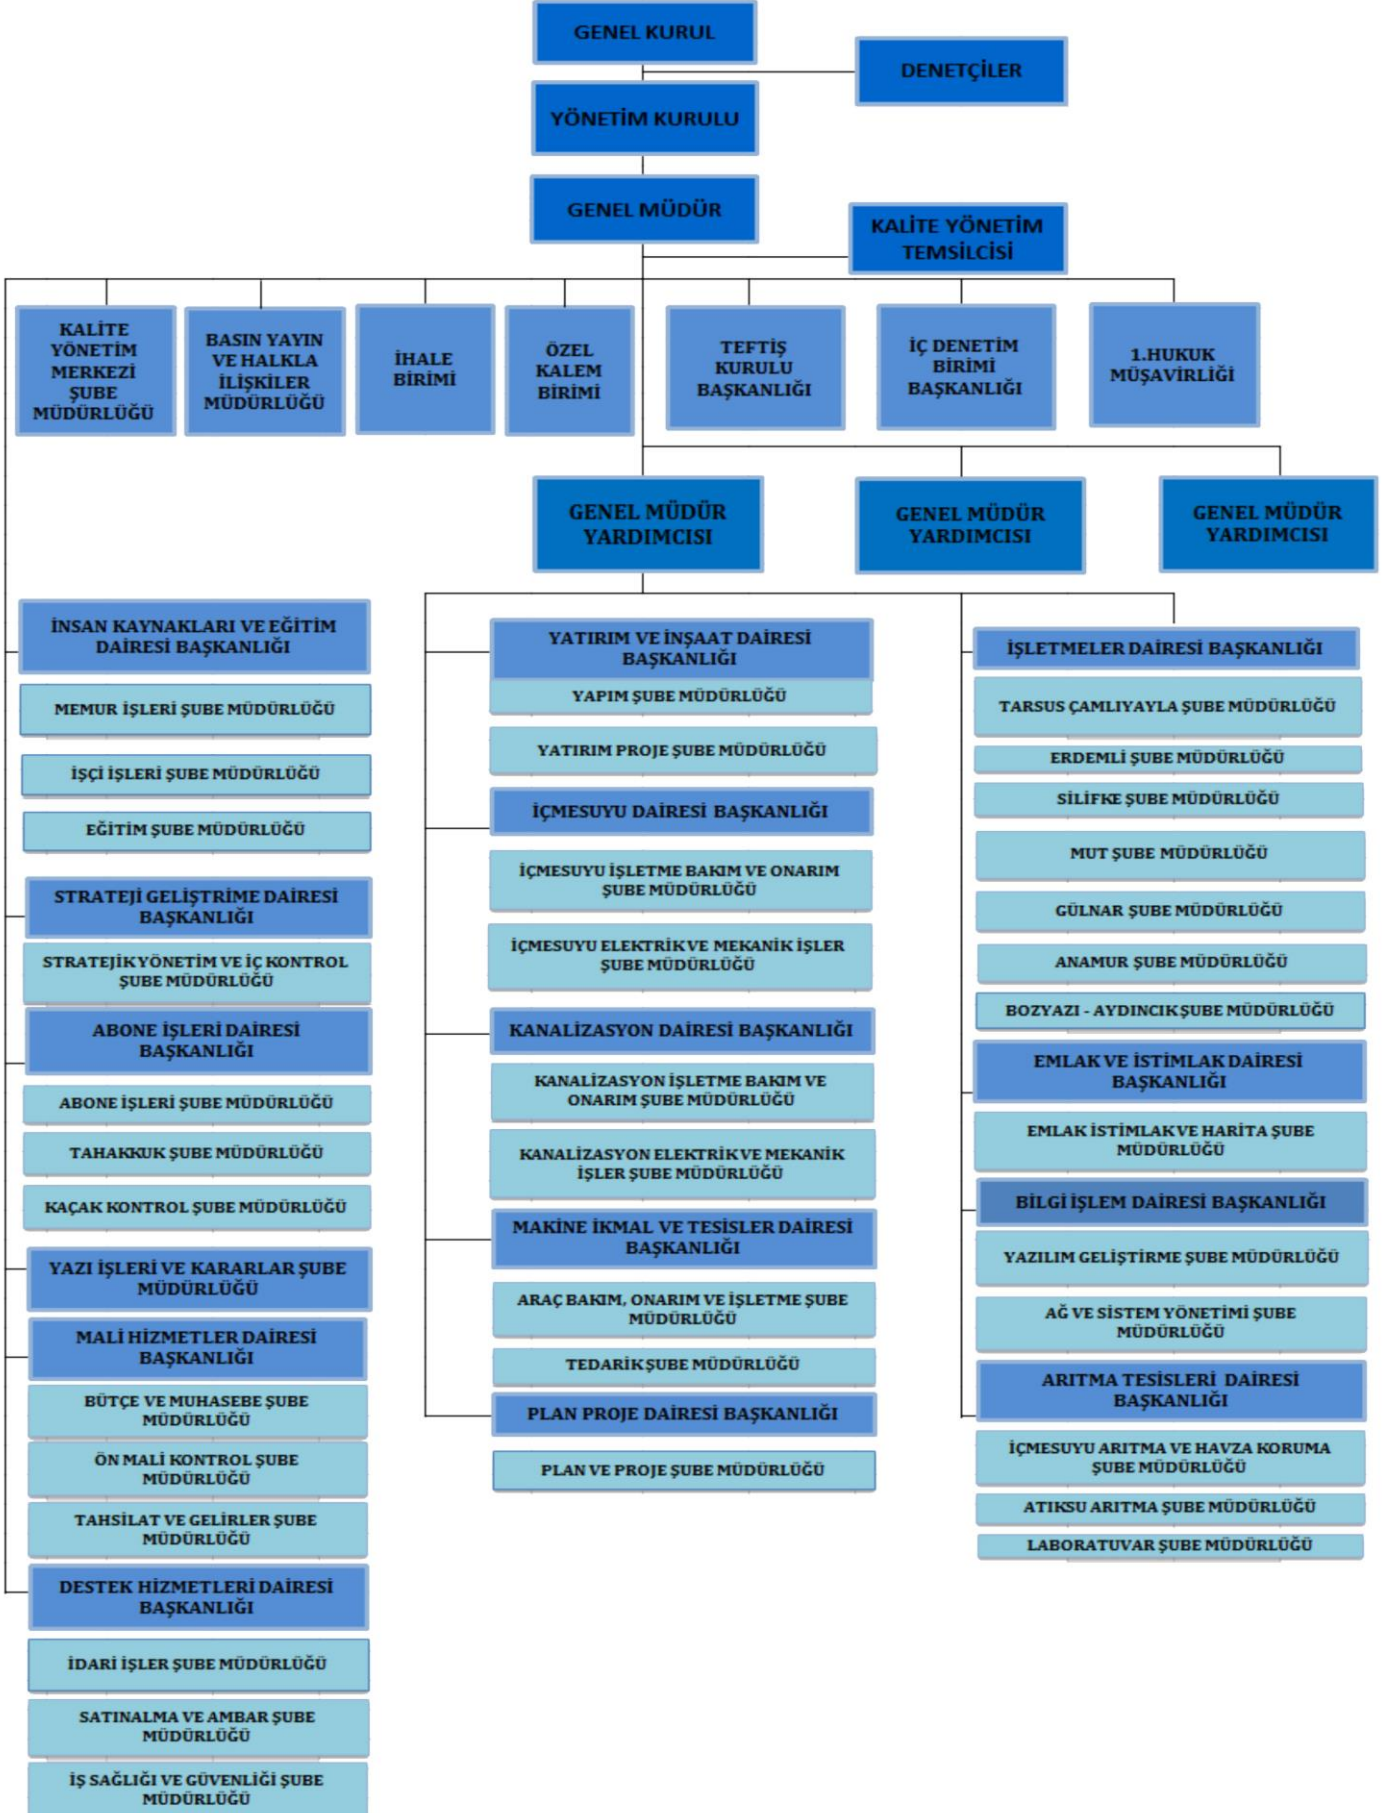 GENEL KURUL
DENETÇİLER
YÖNETİM KURULU
GENEL MÜDÜR
KALİTE YÖNETİM
TEMSİLCİSİ
KALİTE
YÖNETİM
MERKEZİ
ŞUBE
MÜDÜRLÜĞÜ
BASIN YAYIN
VE HALKLA
İLİŞKİLER
MÜDÜRLÜĞÜ
İHALE
BİRİMİ
ÖZEL
KALEM
BİRİMİ
TEFTİŞ
KURULU
BAŞKANLIĞI
İÇ DENETİM
BİRİMİ
BAŞKANLIĞI
1.HUKUK
MÜŞAVİRLİĞİ
GENEL MÜDÜR
YARDIMCISI
GENEL MÜDÜR
YARDIMCISI
GENEL MÜDÜR
YARDIMCISI
İNSAN KAYNAKLARI VE EĞİTİM
DAİRESİ BAŞKANLIĞI
MEMUR İŞLERİ ŞUBE MÜDÜRLÜĞÜ
İŞÇİ İŞLERİ ŞUBE MÜDÜRLÜĞÜ
EĞİTİM ŞUBE MÜDÜRLÜĞÜ
STRATEJİ GELİŞTRİME DAİRESİ
BAŞKANLIĞI
STRATEJİK YÖNETİM VE İÇ KONTROL
ŞUBE MÜDÜRLÜĞÜ
ABONE İŞLERİ DAİRESİ
BAŞKANLIĞI
ABONE İŞLERİ ŞUBE MÜDÜRLÜĞÜ
TAHAKKUK ŞUBE MÜDÜRLÜĞÜ
KAÇAK KONTROL ŞUBE MÜDÜRLÜĞÜ
YAZI İŞLERİ VE KARARLAR ŞUBE
MÜDÜRLÜĞÜ
MALİ HİZMETLER DAİRESİ
BAŞKANLIĞI
BÜTÇE VE MUHASEBE ŞUBE
MÜDÜRLÜĞÜ
ÖN MALİ KONTROL ŞUBE
MÜDÜRLÜĞÜ
TAHSİLAT VE GELİRLER ŞUBE
MÜDÜRLÜĞÜ
DESTEK HİZMETLERİ DAİRESİ
BAŞKANLIĞI
İDARİ İŞLER ŞUBE MÜDÜRLÜĞÜ
SATINALMA VE AMBAR ŞUBE
MÜDÜRLÜĞÜ
İŞ SAĞLIĞI VE GÜVENLİĞİ ŞUBE
MÜDÜRLÜĞÜ
YATIRIM VE İNŞAAT DAİRESİ
BAŞKANLIĞI
YAPIM ŞUBE MÜDÜRLÜĞÜ
YATIRIM PROJE ŞUBE MÜDÜRLÜĞÜ
İÇMESUYU DAİRESİ BAŞKANLIĞI
İÇMESUYU İŞLETME BAKIM VE ONARIM
ŞUBE MÜDÜRLÜĞÜ
İÇMESUYU ELEKTRİK VE MEKANİK İŞLER
ŞUBE MÜDÜRLÜĞÜ
KANALİZASYON DAİRESİ BAŞKANLIĞI
KANALİZASYON İŞLETME BAKIM VE
ONARIM ŞUBE MÜDÜRLÜĞÜ
KANALİZASYON ELEKTRİK VE MEKANİK
İŞLER ŞUBE MÜDÜRLÜĞÜ
MAKİNE İKMAL VE TESİSLER DAİRESİ
BAŞKANLIĞI
ARAÇ BAKIM, ONARIM VE İŞLETME ŞUBE
MÜDÜRLÜĞÜ
TEDARİK ŞUBE MÜDÜRLÜĞÜ
PLAN PROJE DAİRESİ BAŞKANLIĞI
PLAN VE PROJE ŞUBE MÜDÜRLÜĞÜ
İŞLETMELER DAİRESİ BAŞKANLIĞI
TARSUS ÇAMLIYAYLA ŞUBE MÜDÜRLÜĞÜ
ERDEMLİ ŞUBE MÜDÜRLÜĞÜ
SİLİFKE ŞUBE MÜDÜRLÜĞÜ
MUT ŞUBE MÜDÜRLÜĞÜ
GÜLNAR ŞUBE MÜDÜRLÜĞÜ
ANAMUR ŞUBE MÜDÜRLÜĞÜ
BOZYAZI - AYDINCIK ŞUBE MÜDÜRLÜĞÜ
EMLAK VE İSTİMLAK DAİRESİ
BAŞKANLIĞI
EMLAK İSTİMLAK VE HARİTA ŞUBE
MÜDÜRLÜĞÜ
BİLGİ İŞLEM DAİRESİ BAŞKANLIĞI
YAZILIM GELİŞTİRME ŞUBE MÜDÜRLÜĞÜ
AĞ VE SİSTEM YÖNETİMİ ŞUBE
MÜDÜRLÜĞÜ
ARITMA TESİSLERİ DAİRESİ
BAŞKANLIĞI
İÇMESUYU ARITMA VE HAVZA KORUMA
ŞUBE MÜDÜRLÜĞÜ
ATIKSU ARITMA ŞUBE MÜDÜRLÜĞÜ
LABORATUVAR ŞUBE MÜDÜRLÜĞÜ